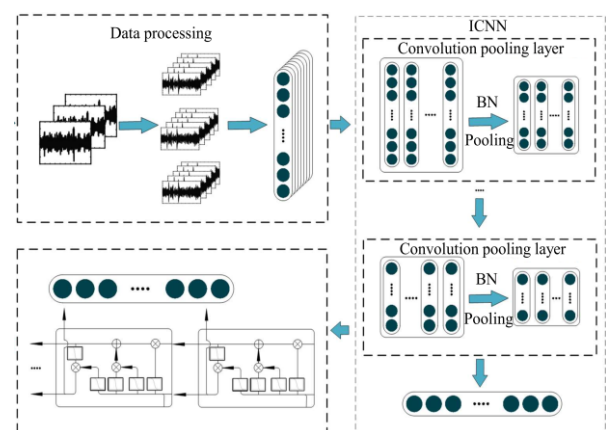 Data processing
ICNN
Convolution pooling layer
BN
Pooling
Convolution pooling layer
BN
Pooling